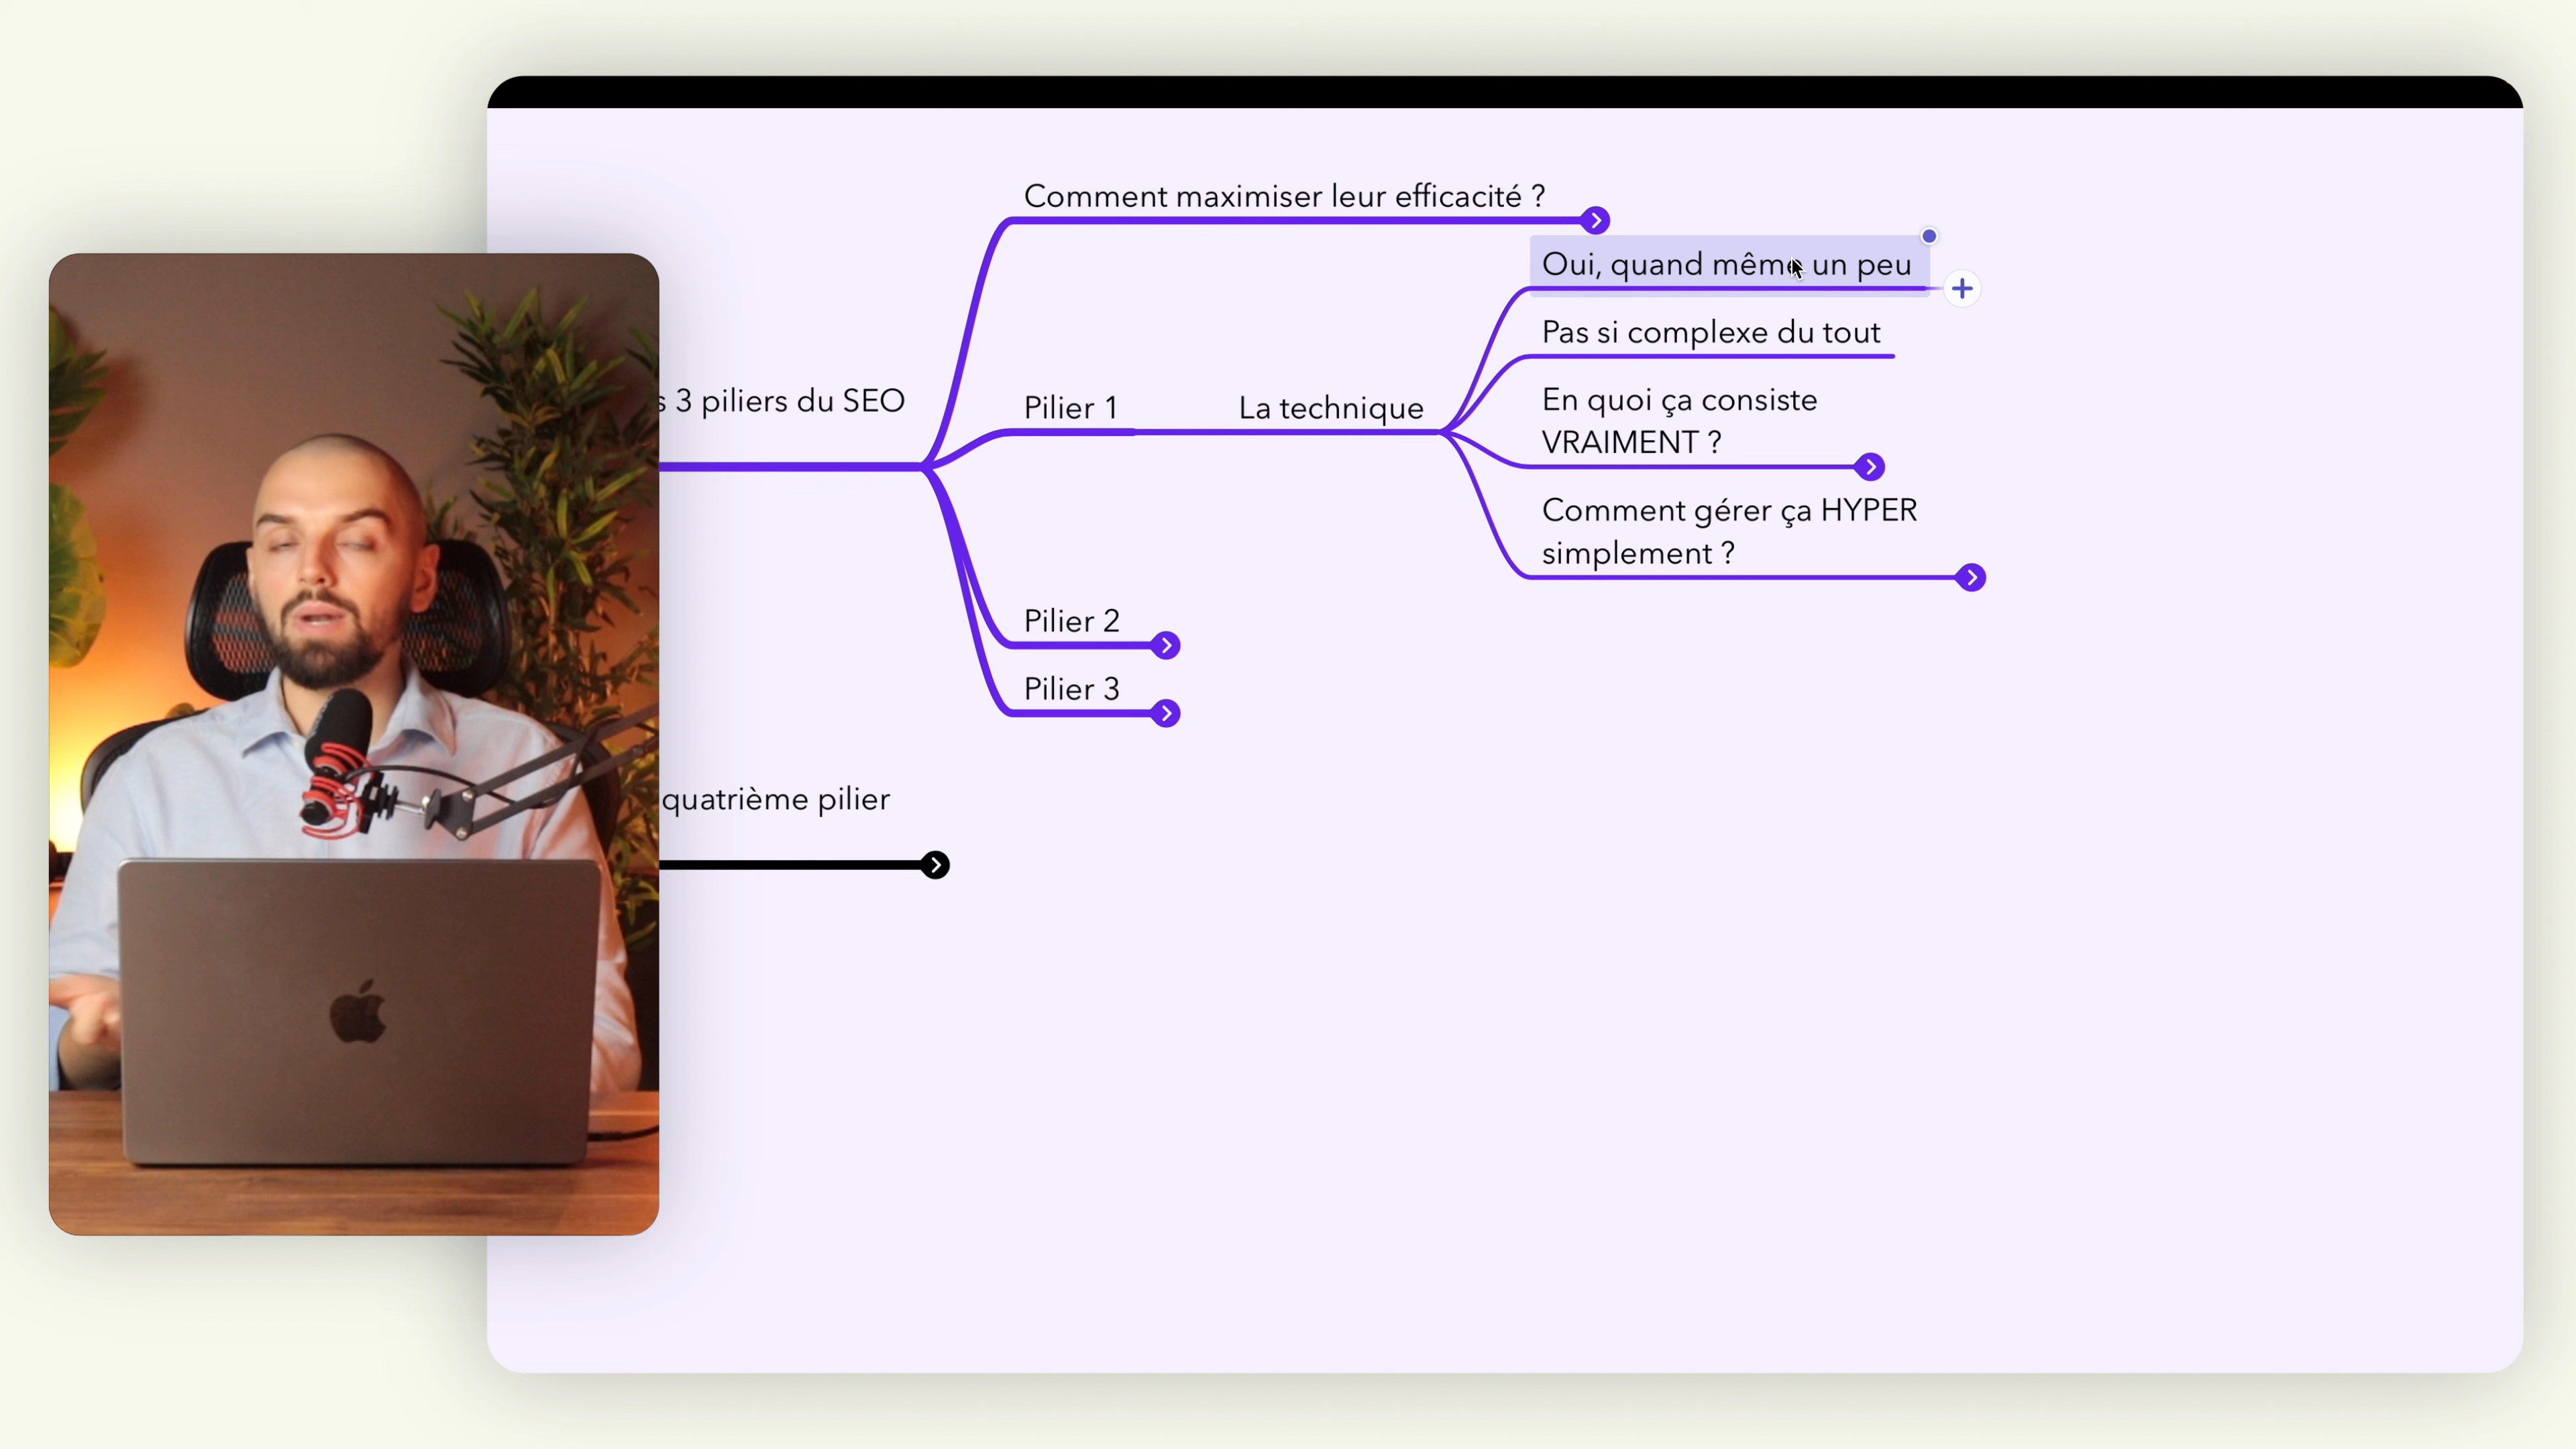 Comment maximiser leur efficacité ?
Oui, quand même un peu
Pas si complexe du tout
En quoi ça consiste
VRAIMENT ?
Comment gérer ça HYPER
simplement ?
3 piliers du SEO
Pilier 1
La technique
Pilier 2
Pilier 3
quatrième pilier